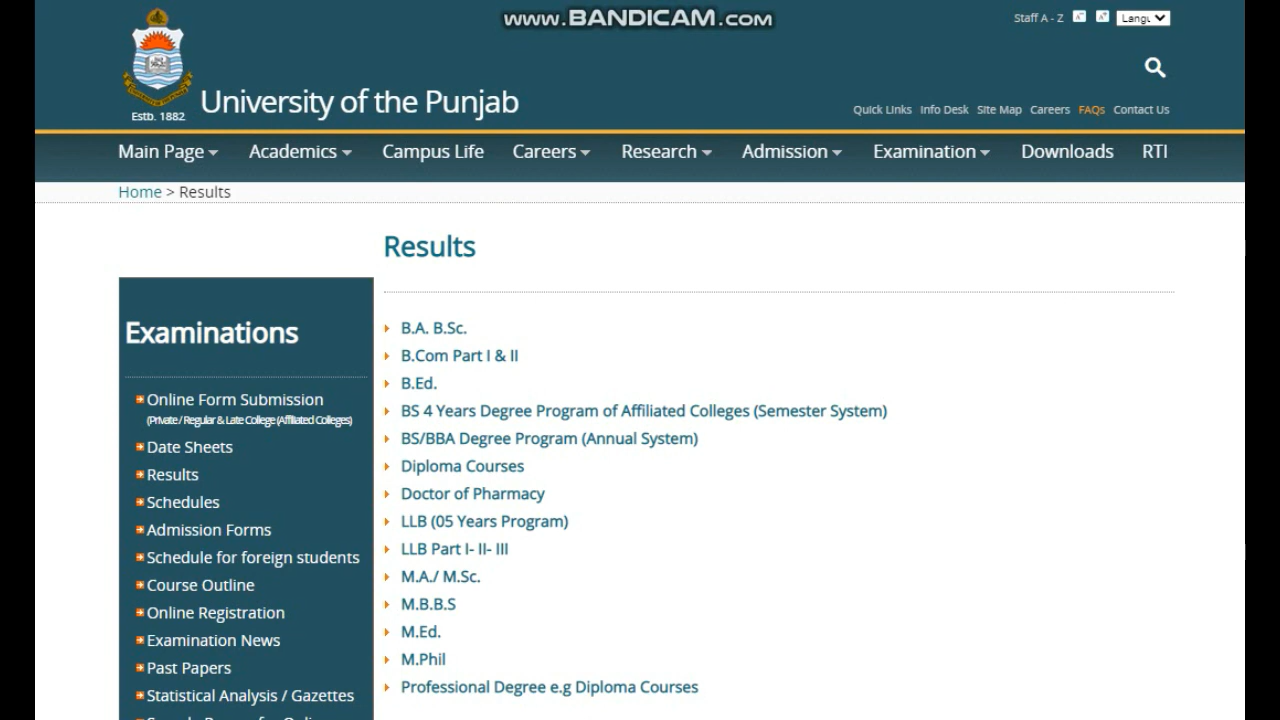 www.BANDICAM.com
Staff A - Z
Langu
Estb. 1882
University of the Punjab
Quick Links Info Desk Site Map Careers FAQs Contact Us
Main Page Academics Campus Life Careers Research Admission Examination Downloads RTI
Home > Results
Results
Examinations
Online Form Submission
(Private / Regular & Late College (Affiliated Colleges)
Date Sheets
Results
Schedules
Admission Forms
Schedule for foreign students
Course Outline
Online Registration
Examination News
Past Papers
Statistical Analysis / Gazettes
B.A. B.Sc.
B.Com Part I & II
B.Ed.
BS 4 Years Degree Program of Affiliated Colleges (Semester System)
BS/BBA Degree Program (Annual System)
Diploma Courses
Doctor of Pharmacy
LLB (05 Years Program)
LLB Part I- II- III
M.A./ M.Sc.
M.B.B.S
M.Ed.
M.Phil
Professional Degree e.g Diploma Courses